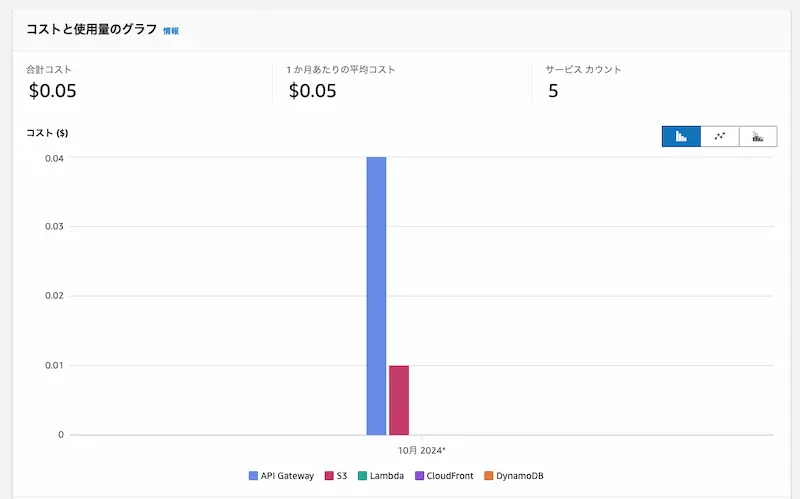 コストと使用量のグラフ 情報
合計コスト
$0.05
1 か月あたりの平均コスト
$0.05
サービス カウント
5
コスト ($)
0.04
0.03
0.02
0.01
0
10月 2024*
API Gateway S3 Lambda CloudFront DynamoDB